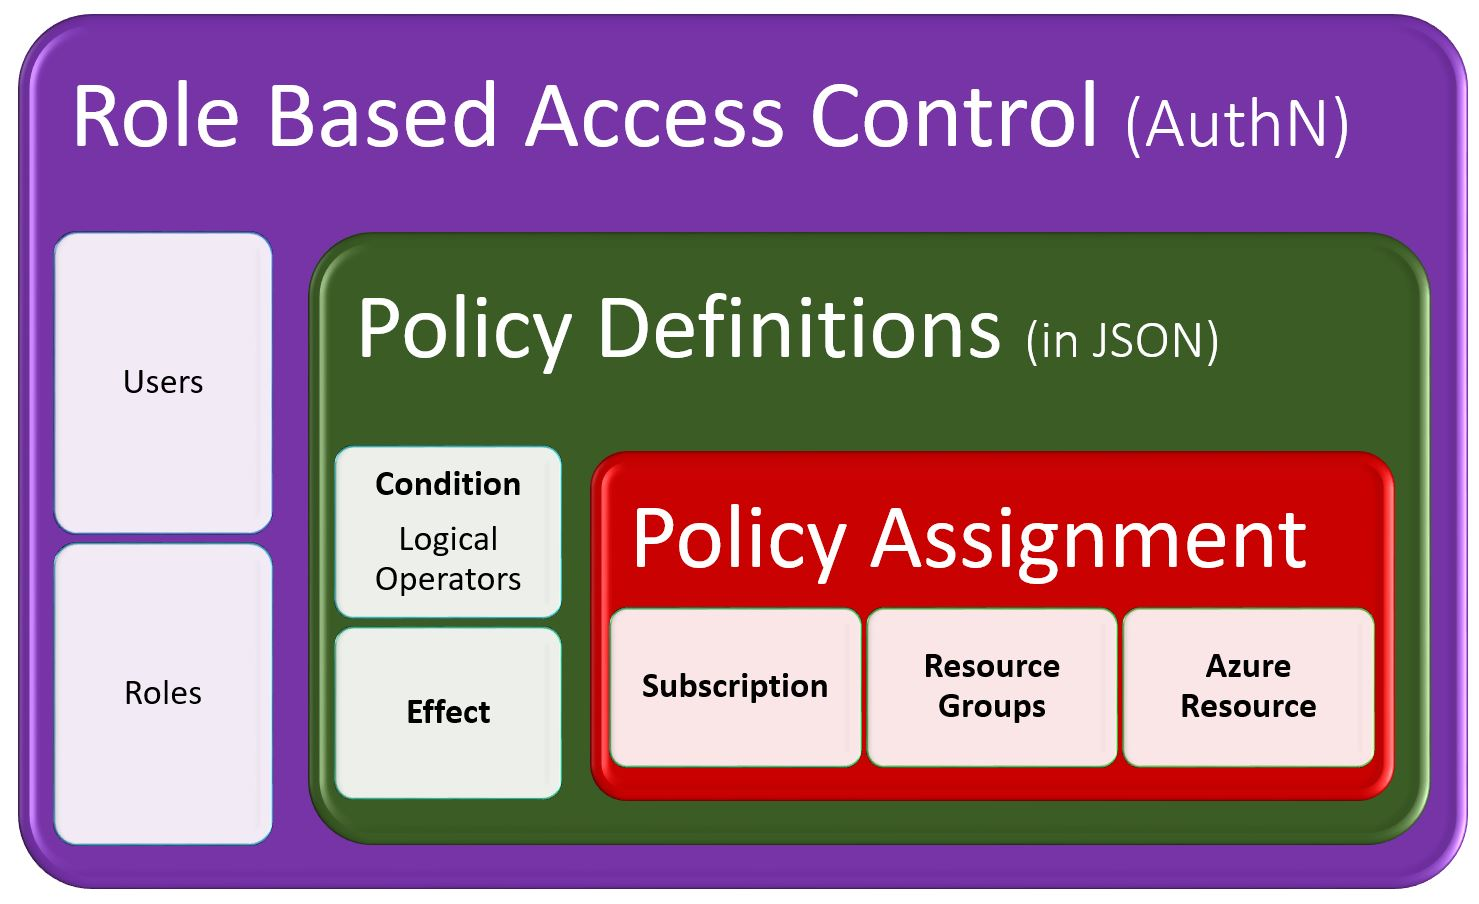 Role Based Access Control (AuthN)
Users
Roles
Policy Definitions (in JSON)
Condition
Logical
Operators
Effect
Policy Assignment
Subscription
Resource
Groups
Azure
Resource